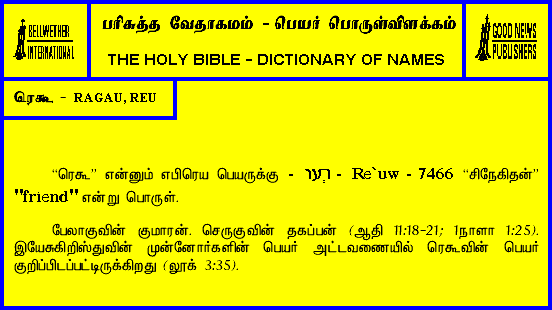 BELLWETHER
INTERNATIONAL
பரிசுத்த வேதாகமம் - பெயர் பொருள்விளக்கம்
THE HOLY BIBLE - DICTIONARY OF NAMES
GOOD NEWS
PUBLISHERS
ரெகூ - RAGAU, REU
“ரெகூ” என்னும் எபிரெய பெயருக்கு - רְעוּ - Re`uw - 7466 “சிநேகிதன்”
"friend" என்று பொருள்.
பேலாகுவின் குமாரன். செருகுவின் தகப்பன் (ஆதி 11:18-21; 1நாளா 1:25).
இயேசுகிறிஸ்துவின் முன்னோர்களின் பெயர் அட்டவணையில் ரெகூவின் பெயர்
குறிப்பிடப்பட்டிருக்கிறது (லூக் 3:35).